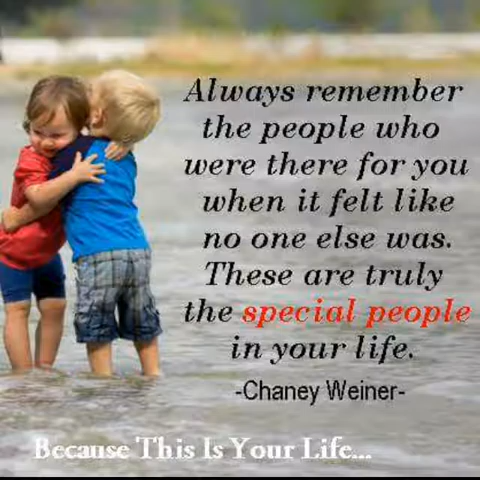 Always remember
the people who
were there for you
when it felt like
no one else was.
These are truly
the special people
in your life.
-Chaney Weiner-
Because This Is Your Life...